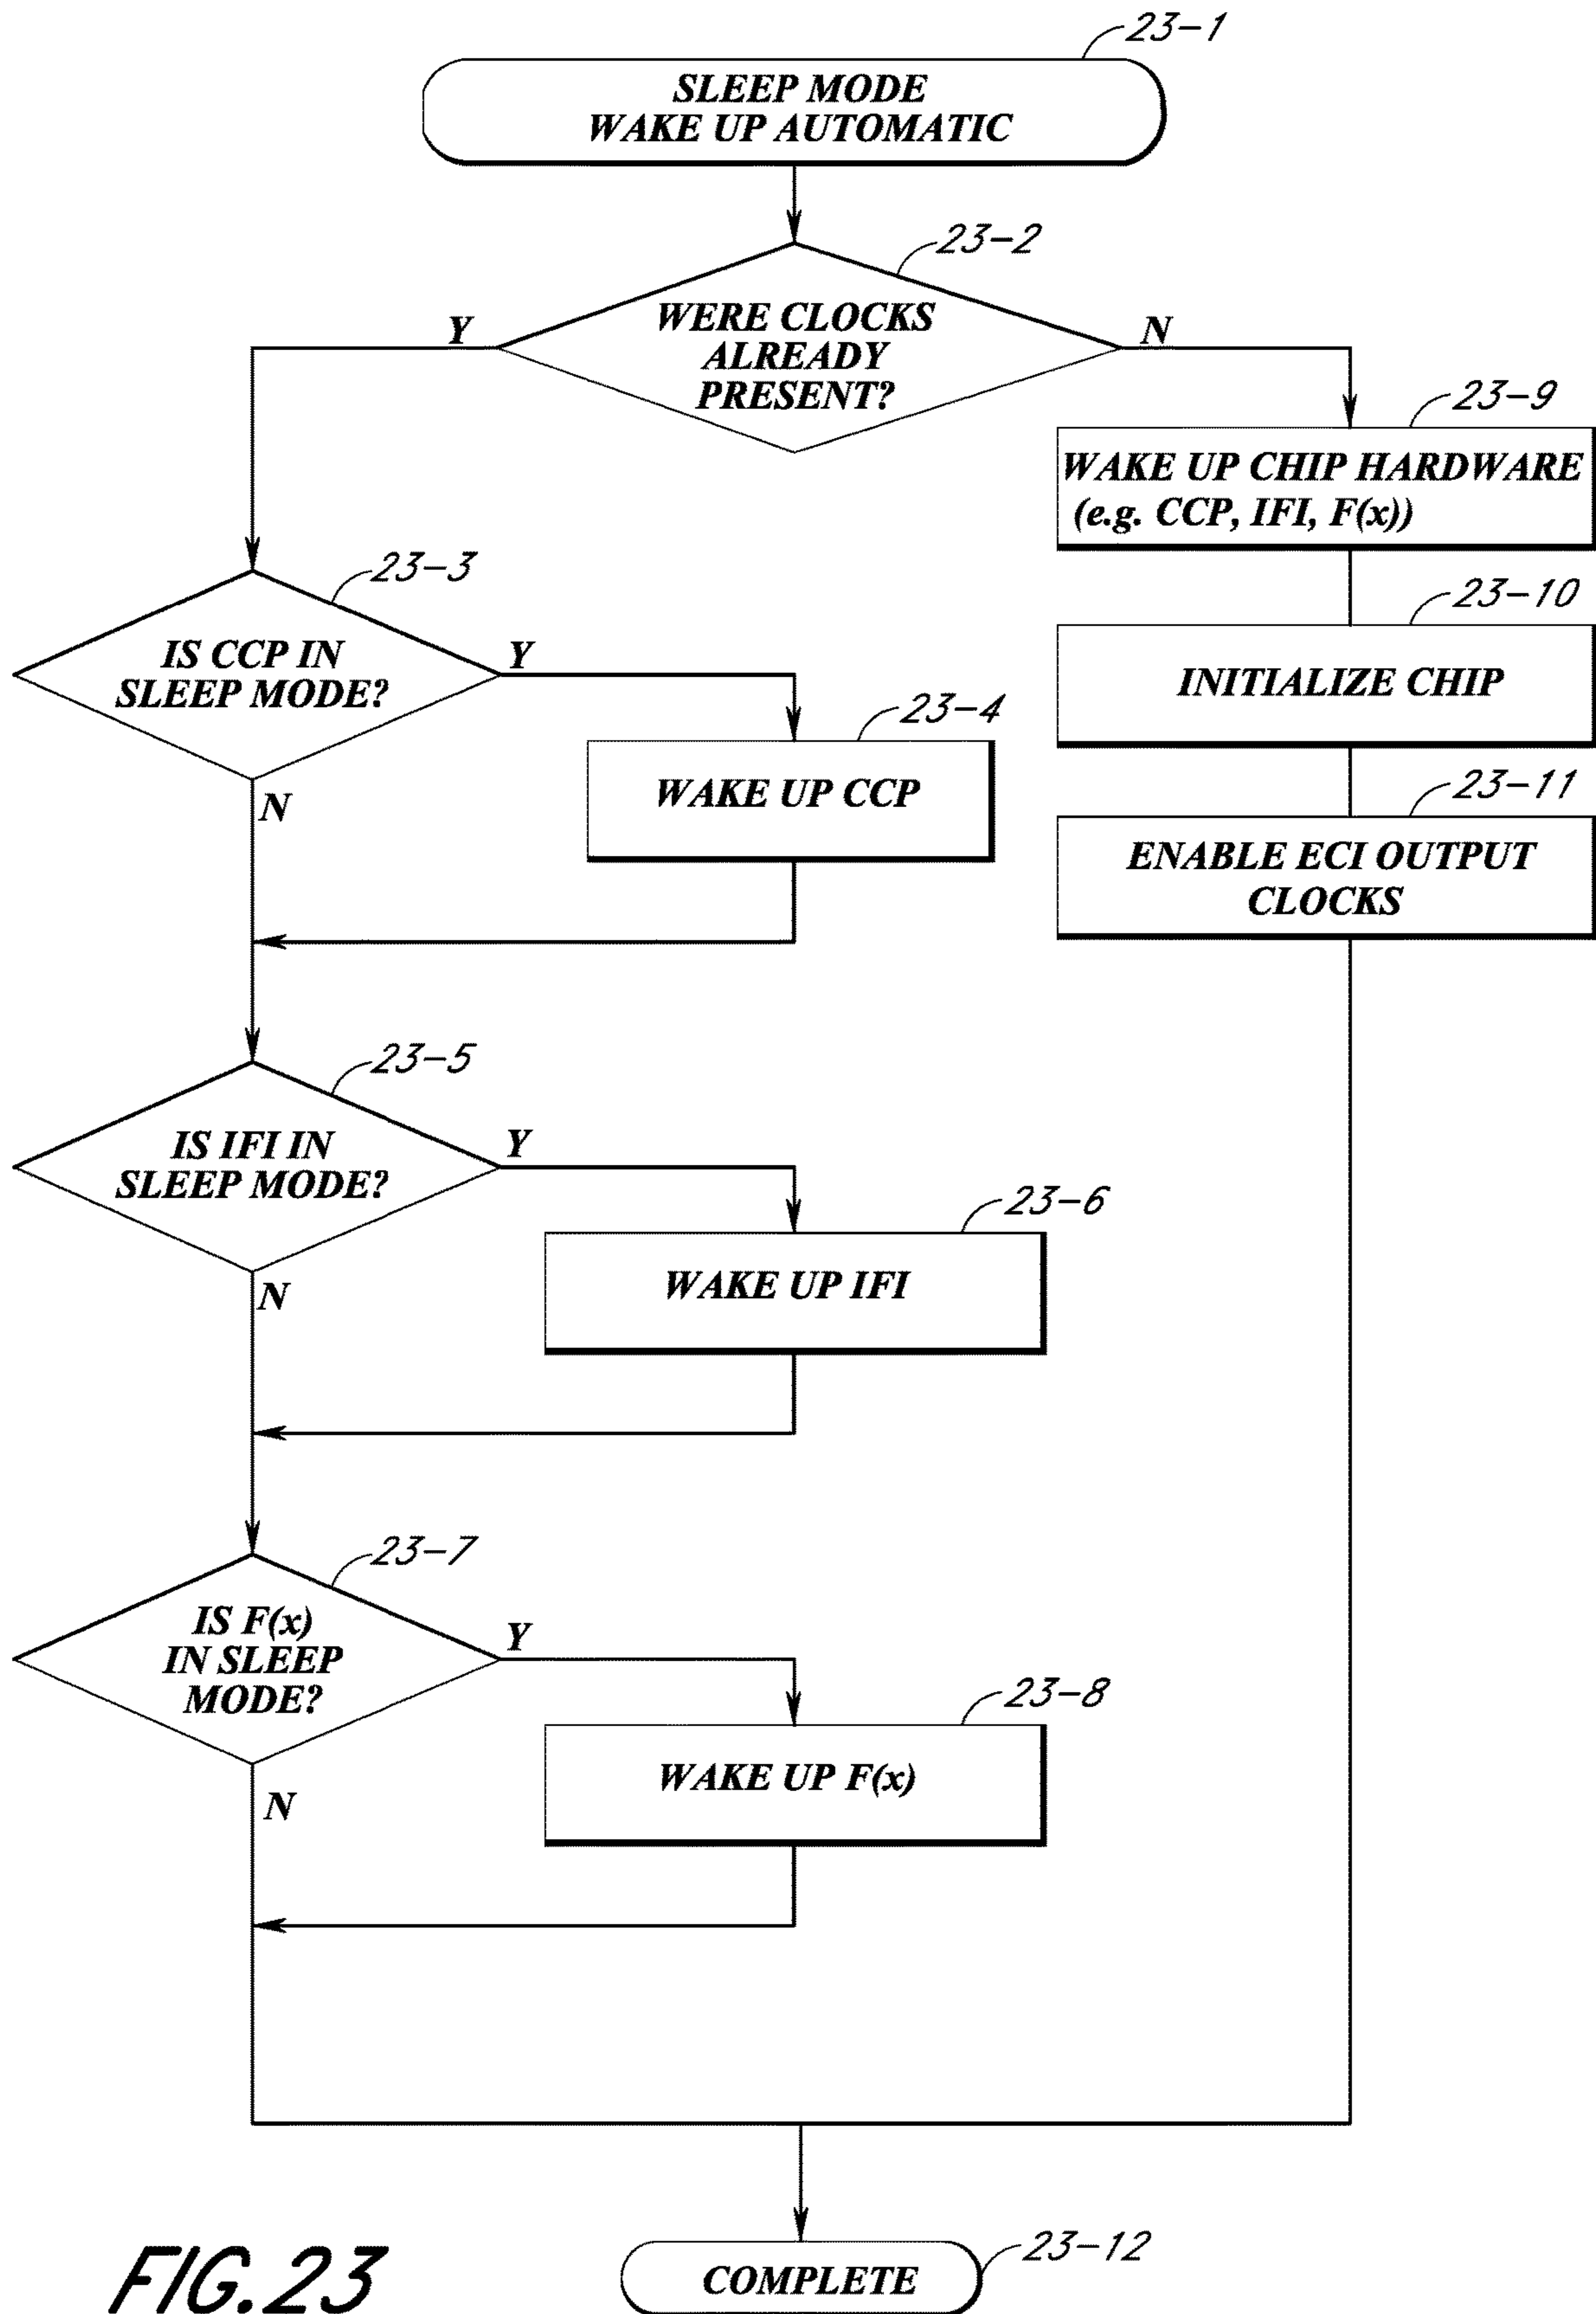 23-1
SLEEP MODE
WAKE UP AUTOMATIC
23-2
WERE CLOCKS
ALREADY
PRESENT?
Y
N
23-9
WAKE UP CHIP HARDWARE
(e.g. CCP, IFI, F(x))
23-3
IS CCP IN
SLEEP MODE?
Y
N
23-10
INITIALIZE CHIP
23-4
WAKE UP CCP
23-11
ENABLE ECI OUTPUT
CLOCKS
23-5
IS IFI IN
SLEEP MODE?
Y
N
23-6
WAKE UP IFI
23-7
IS F(x)
IN SLEEP
MODE?
Y
N
23-8
WAKE UP F(x)
23-12
COMPLETE
FIG.23